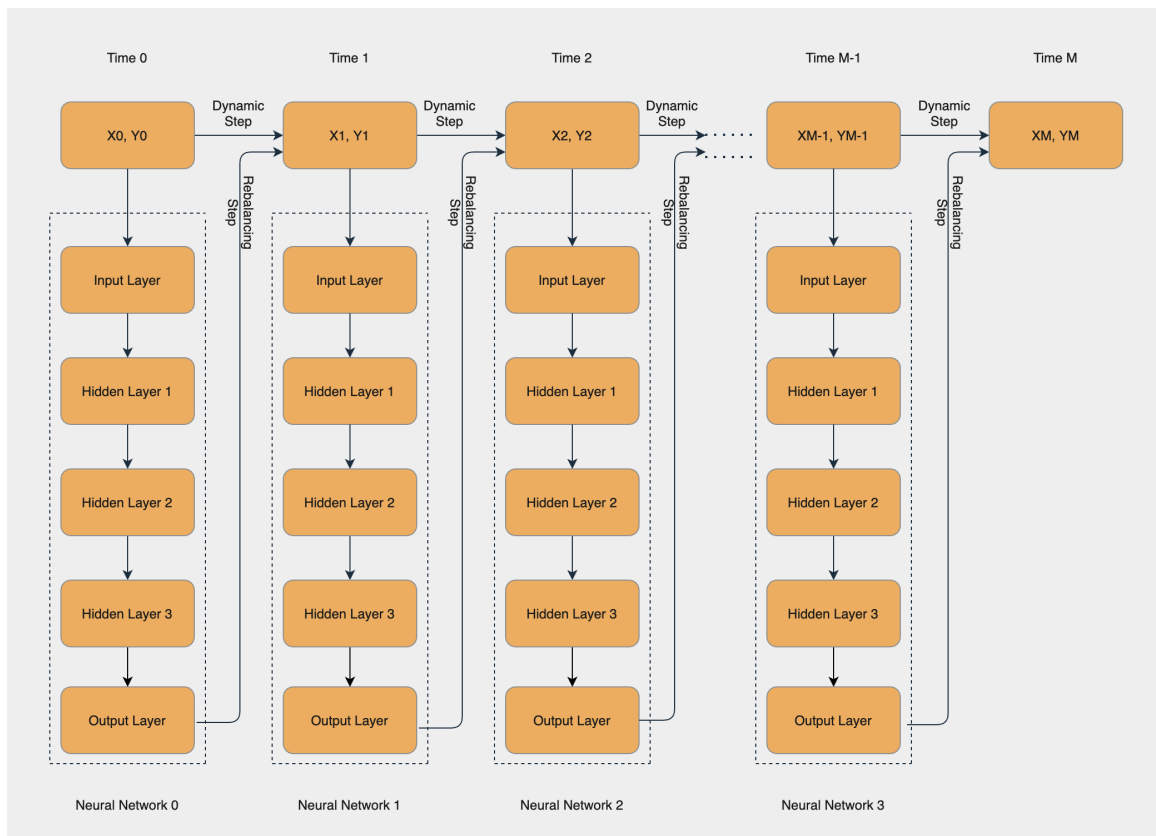 Time 0
Time 1
Time 2
Time M-1
Time M
X0, Y0
Dynamic
Step
X1, Y1
Dynamic
Step
X2, Y2
Dynamic
Step
......
......
XM-1, YM-1
Dynamic
Step
XM, YM
Rebalancing
Step
Rebalancing
Step
Rebalancing
Step
Rebalancing
Step
Input Layer
Input Layer
Input Layer
Input Layer
Hidden Layer 1
Hidden Layer 1
Hidden Layer 1
Hidden Layer 1
Hidden Layer 2
Hidden Layer 2
Hidden Layer 2
Hidden Layer 2
Hidden Layer 3
Hidden Layer 3
Hidden Layer 3
Hidden Layer 3
Output Layer
Output Layer
Output Layer
Output Layer
Neural Network 0
Neural Network 1
Neural Network 2
Neural Network 3